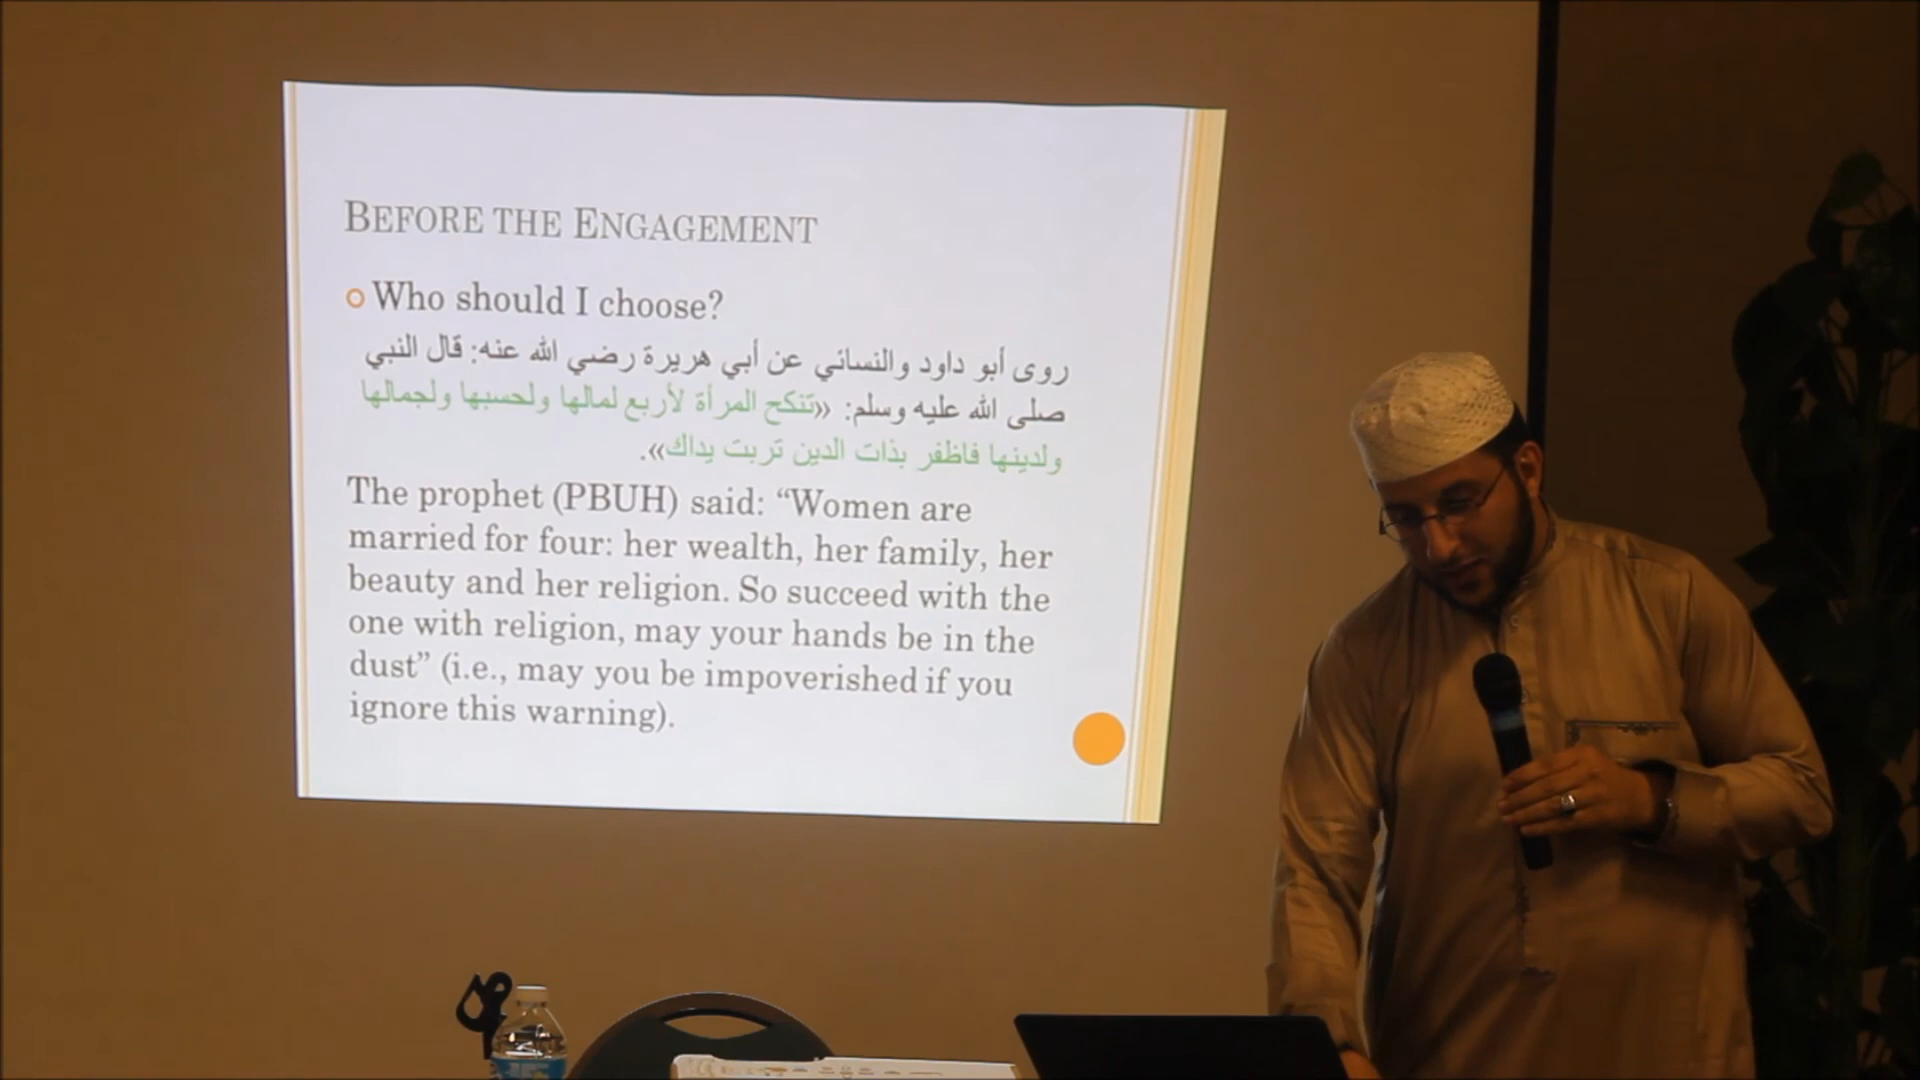 BEFORE THE ENGAGEMENT
Who should I choose?
روى أبو داود والنسائي عن أبي هريرة رضي الله عنه: قال النبي
صلى الله عليه وسلم: «تنكح المرأة لأربع لمالها ولحسبها ولجمالها
ولدينها فاظفر بذات الدين تربت يداك».
The prophet (PBUH) said: “Women are
married for four: her wealth, her family, her
beauty and her religion. So succeed with the
one with religion, may your hands be in the
dust” (i.e., may you be impoverished if you
ignore this warning).